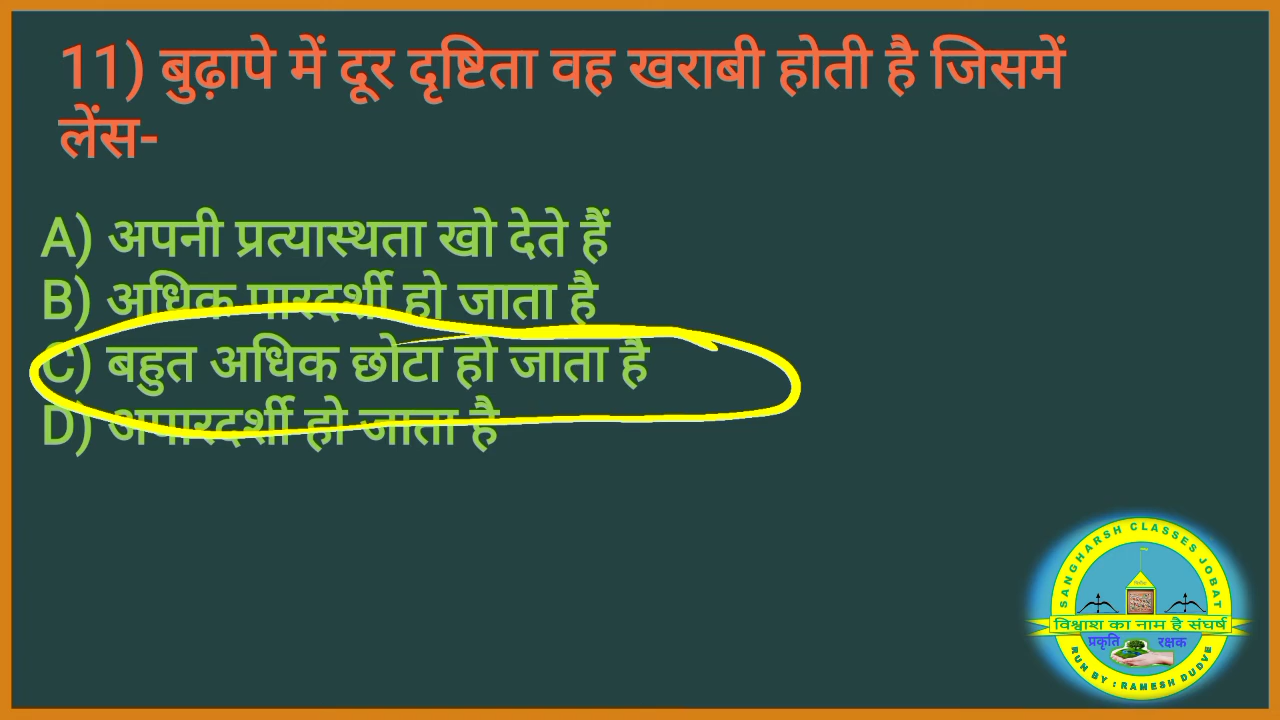 11) बुढ़ापे में दूर दृष्टिता वह खराबी होती है जिसमें
लेंस-
A) अपनी प्रत्यास्थता खो देते हैं
B) अधिक पारदर्शी हो जाता है
C) बहुत अधिक छोटा हो जाता है
D) अपारदर्शी हो जाता है
SANGHARSH CLASSES JOBAT
विश्वाश का नाम है संघर्ष
प्रकृति रक्षक
RUN BY : RAMESH DUDVE